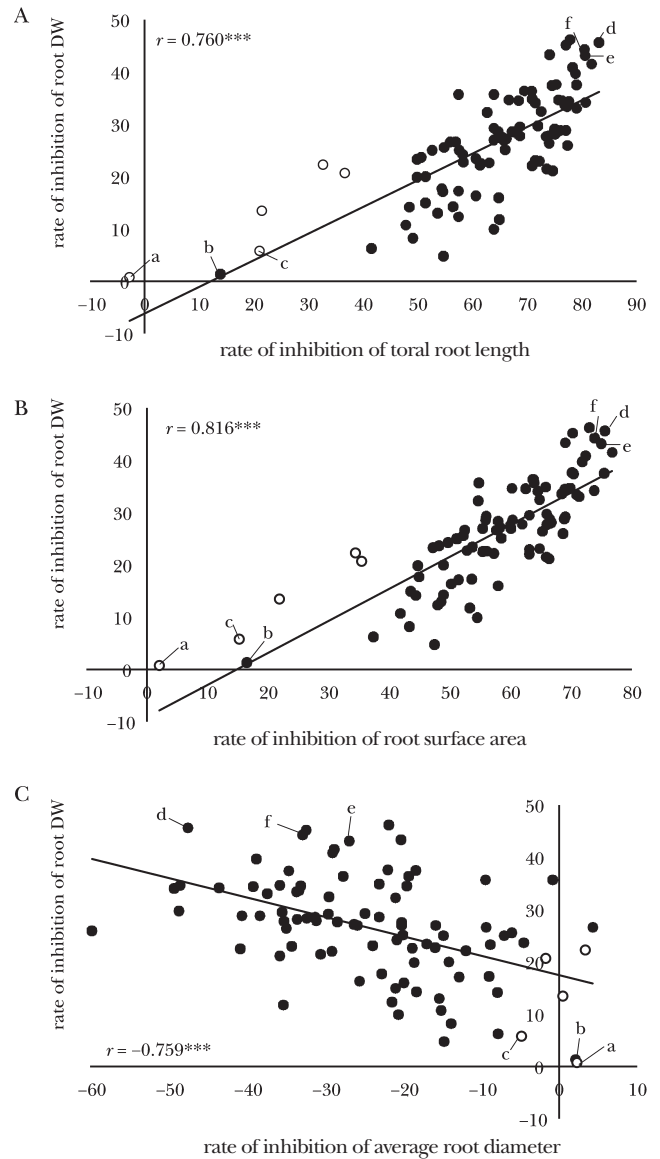 A
rate of inhibition of root DW
r = 0.760***
50
40
30
20
10
0
−10
f
d
e
a
b
c
−10 0 10 20 30 40 50 60 70 80 90
rate of inhibition of toral root length
B
rate of inhibition of root DW
r = 0.816***
50
40
30
20
10
0
−10
f
d
e
c
b
a
−10 0 10 20 30 40 50 60 70 80
rate of inhibition of root surface area
C
rate of inhibition of root DW
50
40
30
20
10
0
−10
d
f
e
r = −0.759***
c
b
a
−60 −50 −40 −30 −20 −10 0 10
rate of inhibition of average root diameter